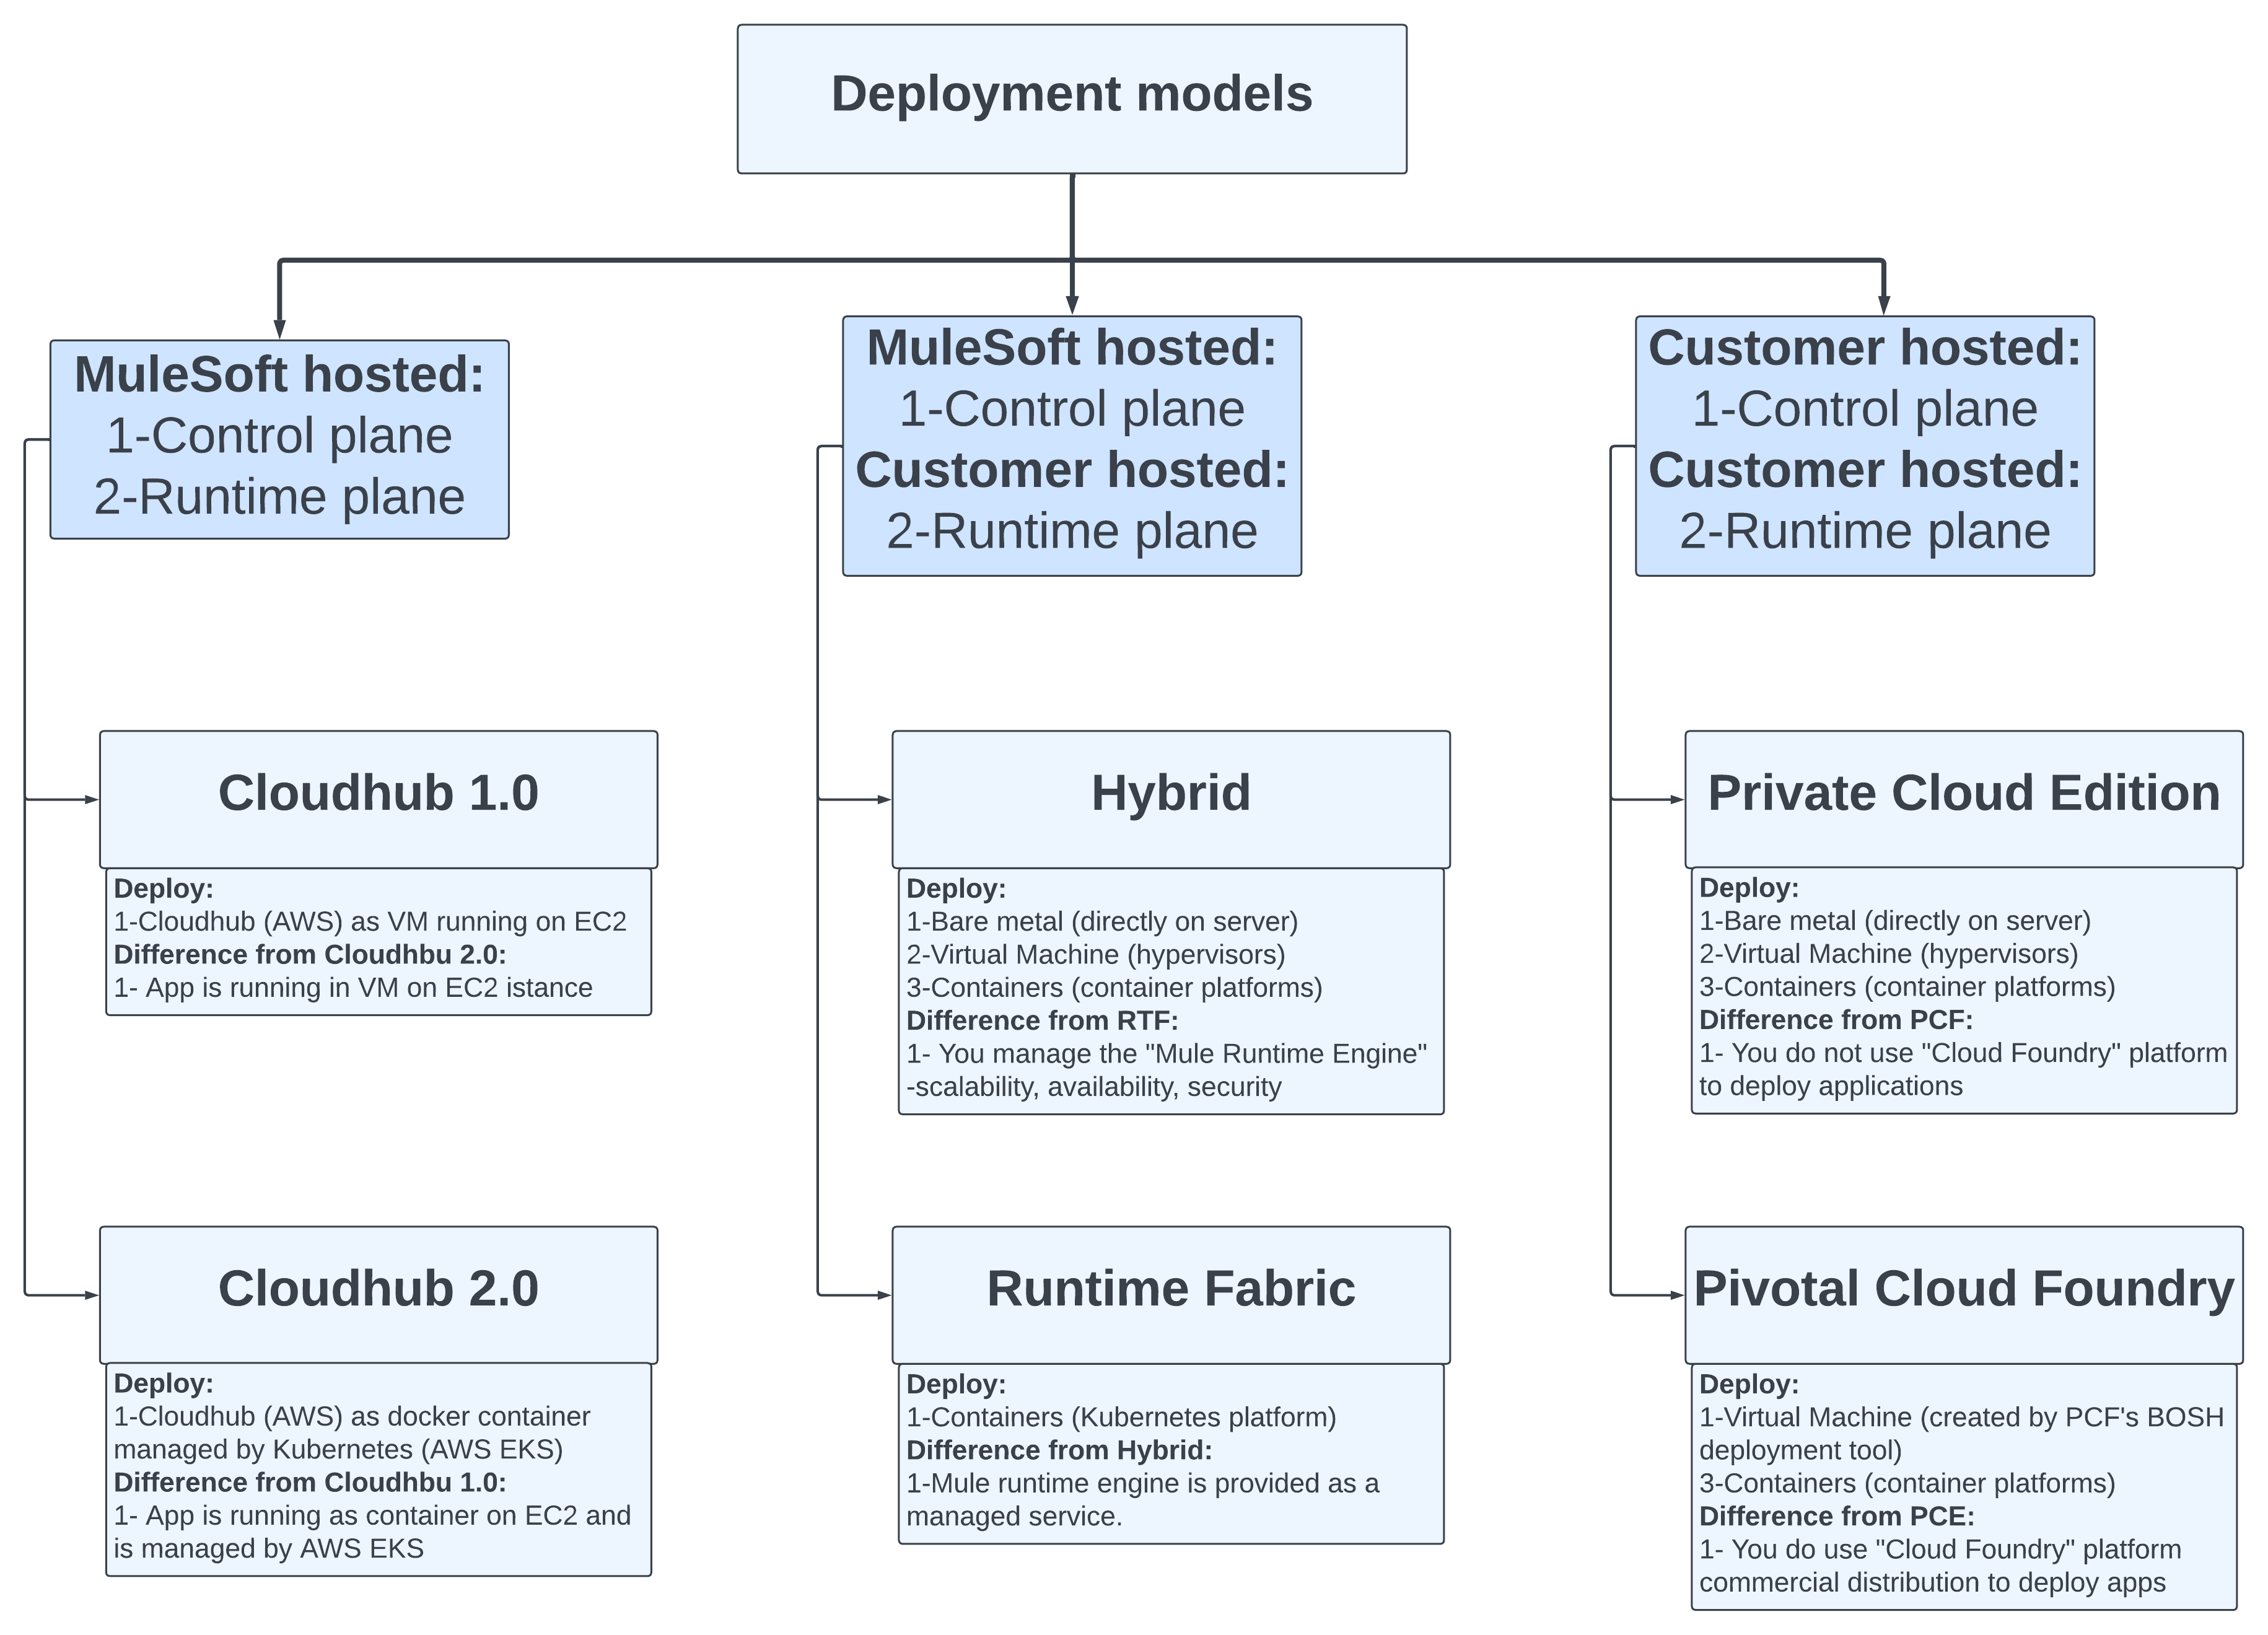 Deployment models
MuleSoft hosted:
1-Control plane
2-Runtime plane
MuleSoft hosted:
1-Control plane
Customer hosted:
2-Runtime plane
Customer hosted:
1-Control plane
Customer hosted:
2-Runtime plane
Cloudhub 1.0
Deploy:
1-Cloudhub (AWS) as VM running on EC2
Difference from Cloudhbu 2.0:
1- App is running in VM on EC2 istance
Hybrid
Deploy:
1-Bare metal (directly on server)
2-Virtual Machine (hypervisors)
3-Containers (container platforms)
Difference from RTF:
1- You manage the "Mule Runtime Engine"
-scalability, availability, security
Private Cloud Edition
Deploy:
1-Bare metal (directly on server)
2-Virtual Machine (hypervisors)
3-Containers (container platforms)
Difference from PCF:
1- You do not use "Cloud Foundry" platform
to deploy applications
Cloudhub 2.0
Deploy:
1-Cloudhub (AWS) as docker container
managed by Kubernetes (AWS EKS)
Difference from Cloudhbu 1.0:
1- App is running as container on EC2 and
is managed by AWS EKS
Runtime Fabric
Deploy:
1-Containers (Kubernetes platform)
Difference from Hybrid:
1-Mule runtime engine is provided as a
managed service.
Pivotal Cloud Foundry
Deploy:
1-Virtual Machine (created by PCF's BOSH
deployment tool)
3-Containers (container platforms)
Difference from PCE:
1- You do use "Cloud Foundry" platform
commercial distribution to deploy apps